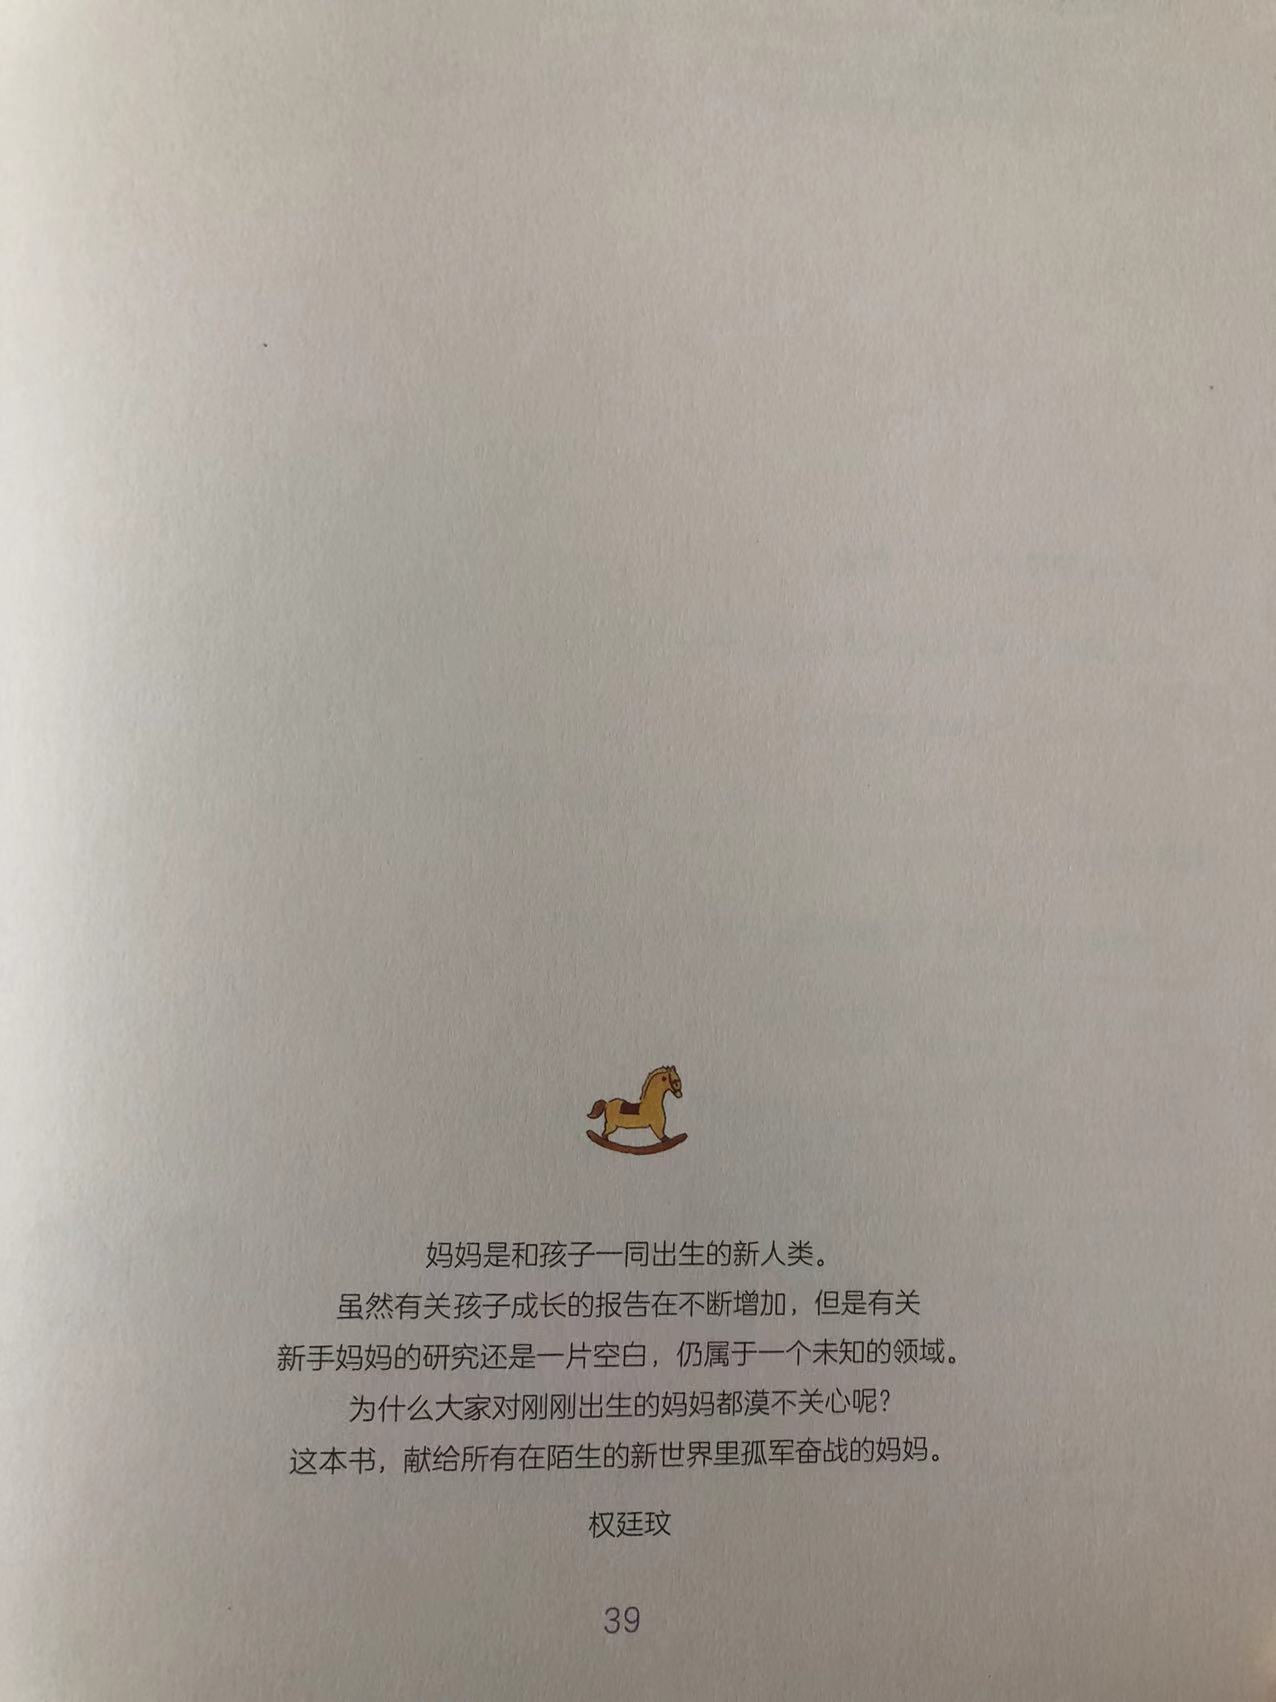 妈妈是和孩子一同出生的新人类。
虽然有关孩子成长的报告在不断增加，但是有关
新手妈妈的研究还是一片空白，仍属于一个未知的领域。
为什么大家对刚刚出生的妈妈都漠不关心呢？
这本书，献给所有在陌生的新世界里孤军奋战的妈妈。
权廷玟
39